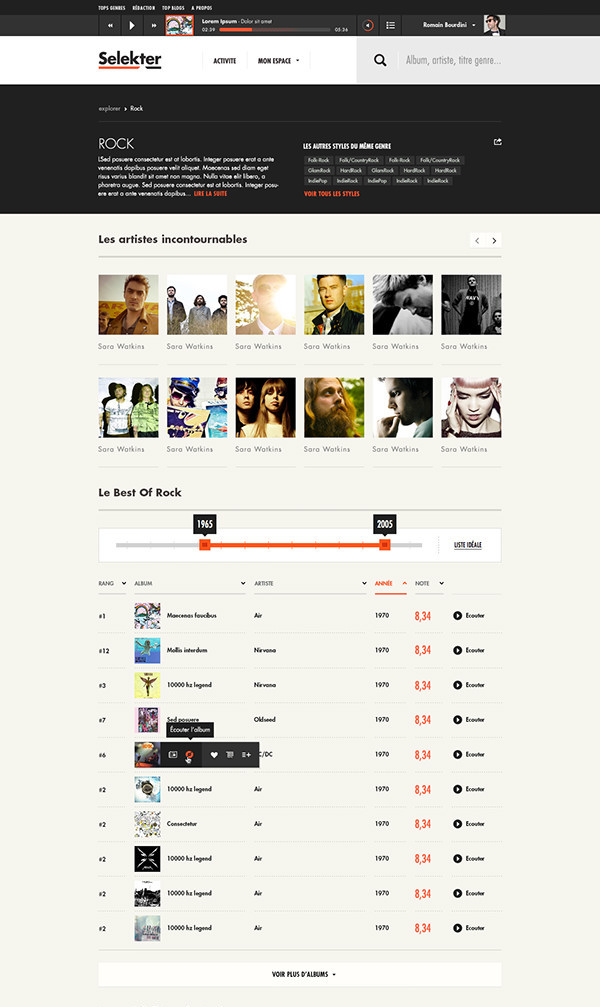 TOPS GENRES RÉDACTION TOP BLOGS A PROPOS
Lorem Ipsum - Dolor sit amet
02:39 05:36
Romain Bourdini
Selekter
ACTIVITE MON ESPACE
Album, artiste, titre genre...
explorer Rock
ROCK
LSed posuere consectetur est at lobortis. Integer posuere erat a ante
venenatis dapibus posuere velit aliquet. Maecenas sed diam eget
risus varius blandit sit amet non magna. Nulla vitae elit libero, a
pharetra augue. Sed posuere consectetur est at lobortis. Integer posu-
ere erat a ante venenatis dapibus... LIRE LA SUITE
LES AUTRES STYLES DU MÊME GENRE
Folk-Rock Folk/CountryRock Folk-Rock Folk/CountryRock
GlamRock HardRock GlamRock HardRock HardRock
IndiePop IndieRock IndiePop IndieRock IndieRock
VOIR TOUS LES STYLES
Les artistes incontournables
Sara Watkins Sara Watkins Sara Watkins Sara Watkins Sara Watkins Sara Watkins
Sara Watkins Sara Watkins Sara Watkins Sara Watkins Sara Watkins Sara Watkins
Le Best Of Rock
1965 2005
LISTE IDÉALE
RANG ALBUM ARTISTE ANNÉE NOTE
#1 Maecenas faucibus Air 1970 8,34 Ecouter
#12 Mollis interdum Nirvana 1970 8,34 Ecouter
#3 10000 hz legend Nirvana 1970 8,34 Ecouter
#7 Sed posuere Oldseed 1970 8,34 Ecouter
Écouter l'album
#6 C/DC 1970 8,34 Ecouter
#2 10000 hz legend Air 1970 8,34 Ecouter
#2 Consectetur Air 1970 8,34 Ecouter
#2 10000 hz legend Air 1970 8,34 Ecouter
#2 10000 hz legend Air 1970 8,34 Ecouter
#2 10000 hz legend Air 1970 8,34 Ecouter
VOIR PLUS D'ALBUMS